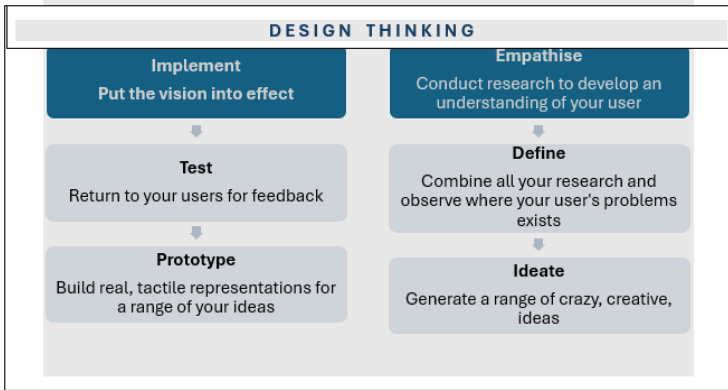 DESIGN THINKING
Implement
Put the vision into effect
Test
Return to your users for feedback
Prototype
Build real, tactile representations for
a range of your ideas
Empathise
Conduct research to develop an
understanding of your user
Define
Combine all your research and
observe where your user's problems
exists
Ideate
Generate a range of crazy, creative,
ideas